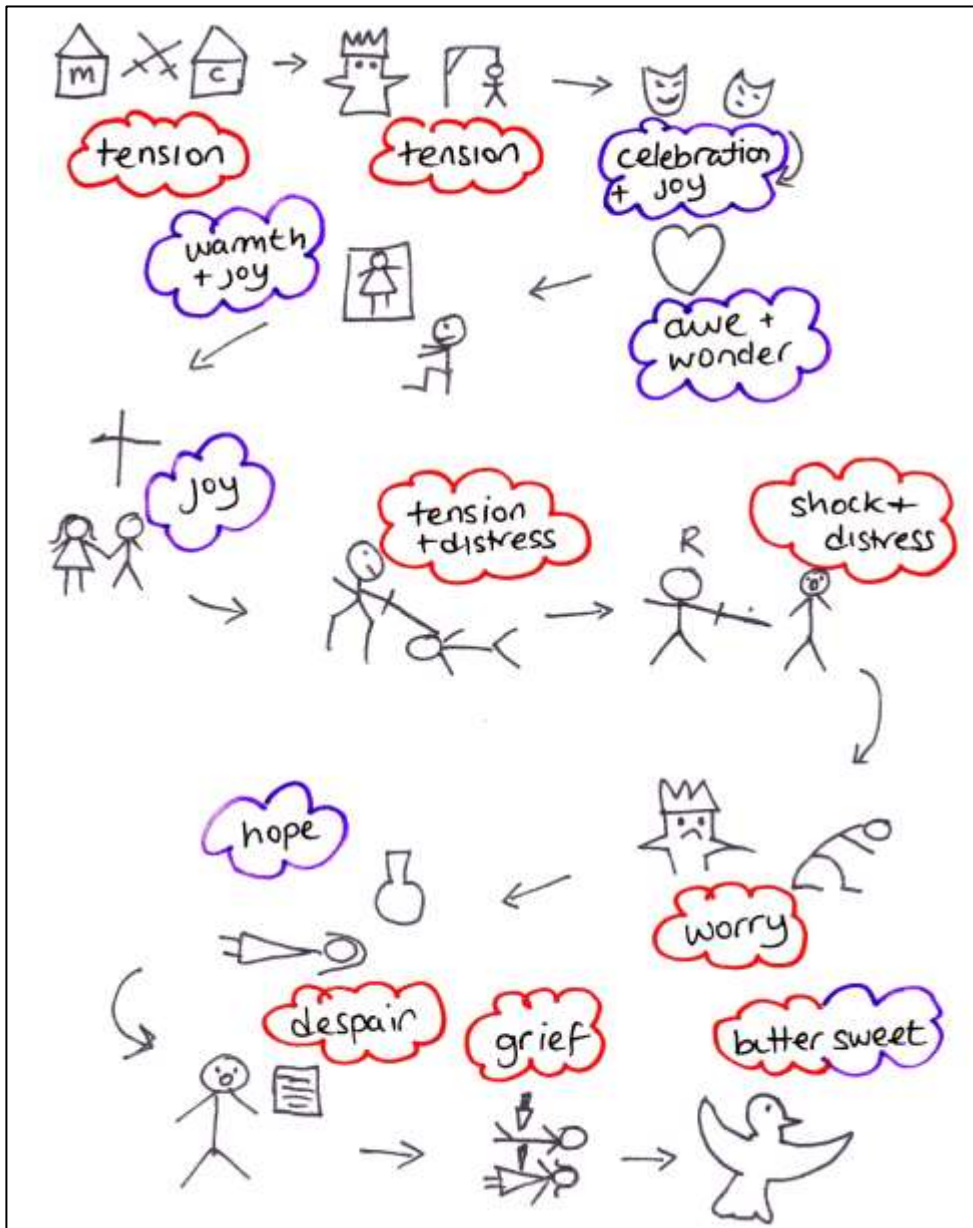 m
c
tension
tension
celebration
+ joy
warmth
+ joy
awe +
wonder
joy
tension
+ distress
R
shock +
distress
hope
worry
despair
grief
bitter sweet